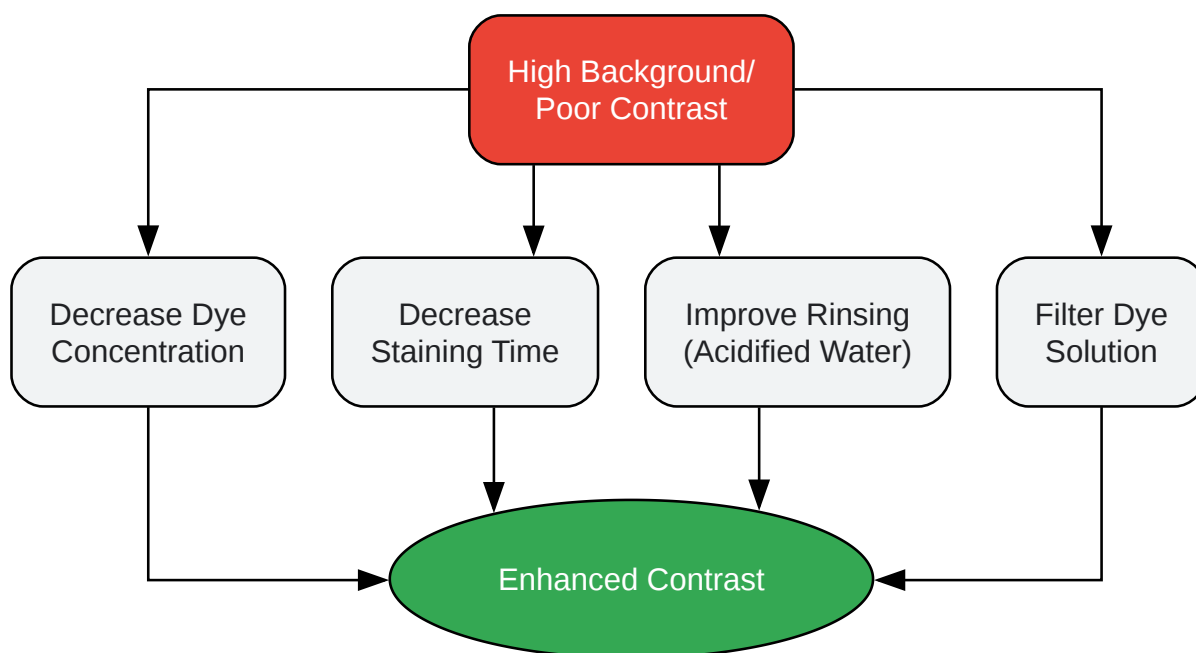 High Background/
Poor Contrast
Decrease Dye
Concentration
Decrease
Staining Time
Improve Rinsing
(Acidified Water)
Filter Dye
Solution
Enhanced Contrast